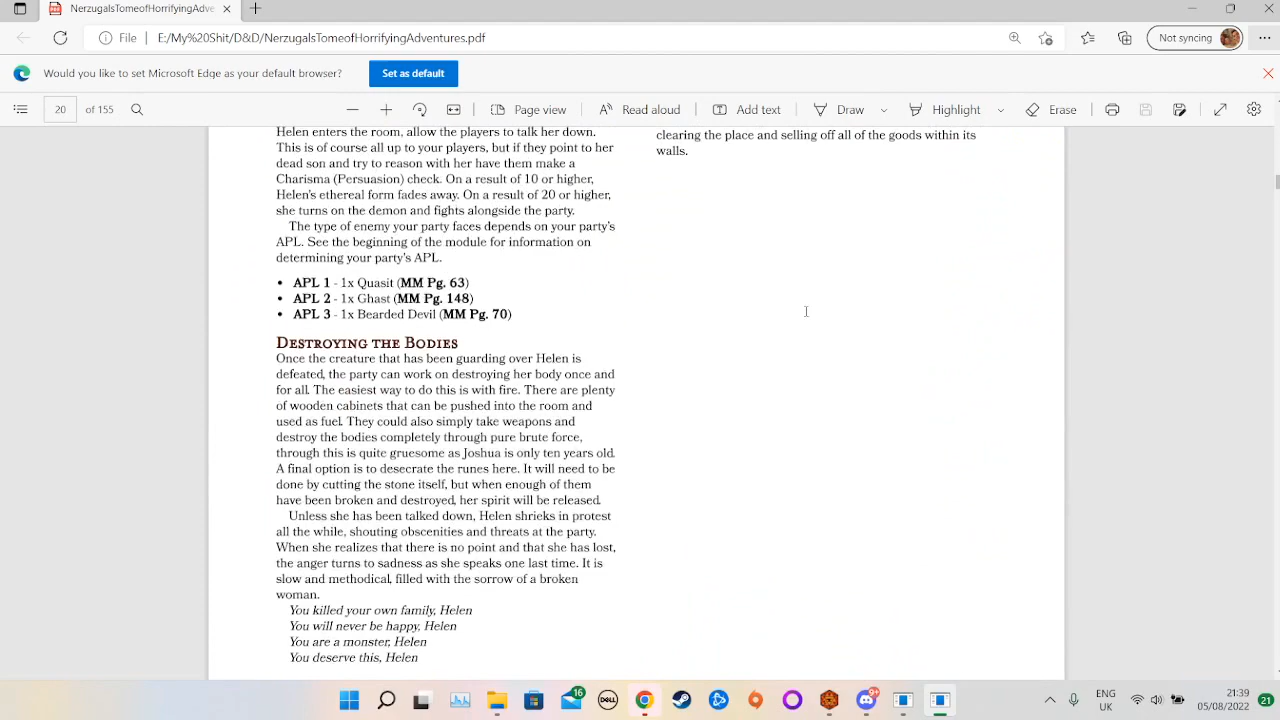 NerzugalsTomeofHorrifyingAdve
File
E:/My%20Shit/D&D/NerzugalsTomeofHorrifyingAdventures.pdf
Not syncing
Would you like to set Microsoft Edge as your default browser?
Set as default
20 of 155
Page view
Read aloud
Add text
Draw
Highlight
Erase
Helen enters the room, allow the players to talk her down.
This is of course all up to your players, but if they point to her
dead son and try to reason with her have them make a
Charisma (Persuasion) check. On a result of 10 or higher,
Helen's ethereal form fades away. On a result of 20 or higher,
she turns on the demon and fights alongside the party.
The type of enemy your party faces depends on your party's
APL. See the beginning of the module for information on
determining your party's APL.
• APL 1 - 1x Quasit (MM Pg. 63)
• APL 2 - 1x Ghast (MM Pg. 148)
• APL 3 - 1x Bearded Devil (MM Pg. 70)
Destroying the Bodies
Once the creature that has been guarding over Helen is
defeated, the party can work on destroying her body once and
for all. The easiest way to do this is with fire. There are plenty
of wooden cabinets that can be pushed into the room and
used as fuel. They could also simply take weapons and
destroy the bodies completely through pure brute force,
through this is quite gruesome as Joshua is only ten years old.
A final option is to desecrate the runes here. It will need to be
done by cutting the stone itself, but when enough of them
have been broken and destroyed, her spirit will be released.
Unless she has been talked down, Helen shrieks in protest
all the while, shouting obscenities and threats at the party.
When she realizes that there is no point and that she has lost,
the anger turns to sadness as she speaks one last time. It is
slow and methodical, filled with the sorrow of a broken
woman.
You killed your own family, Helen
You will never be happy, Helen
You are a monster, Helen
You deserve this, Helen
clearing the place and selling off all of the goods within its
walls.
16
DELL
9+
ENG
UK
21:39
05/08/2022
21